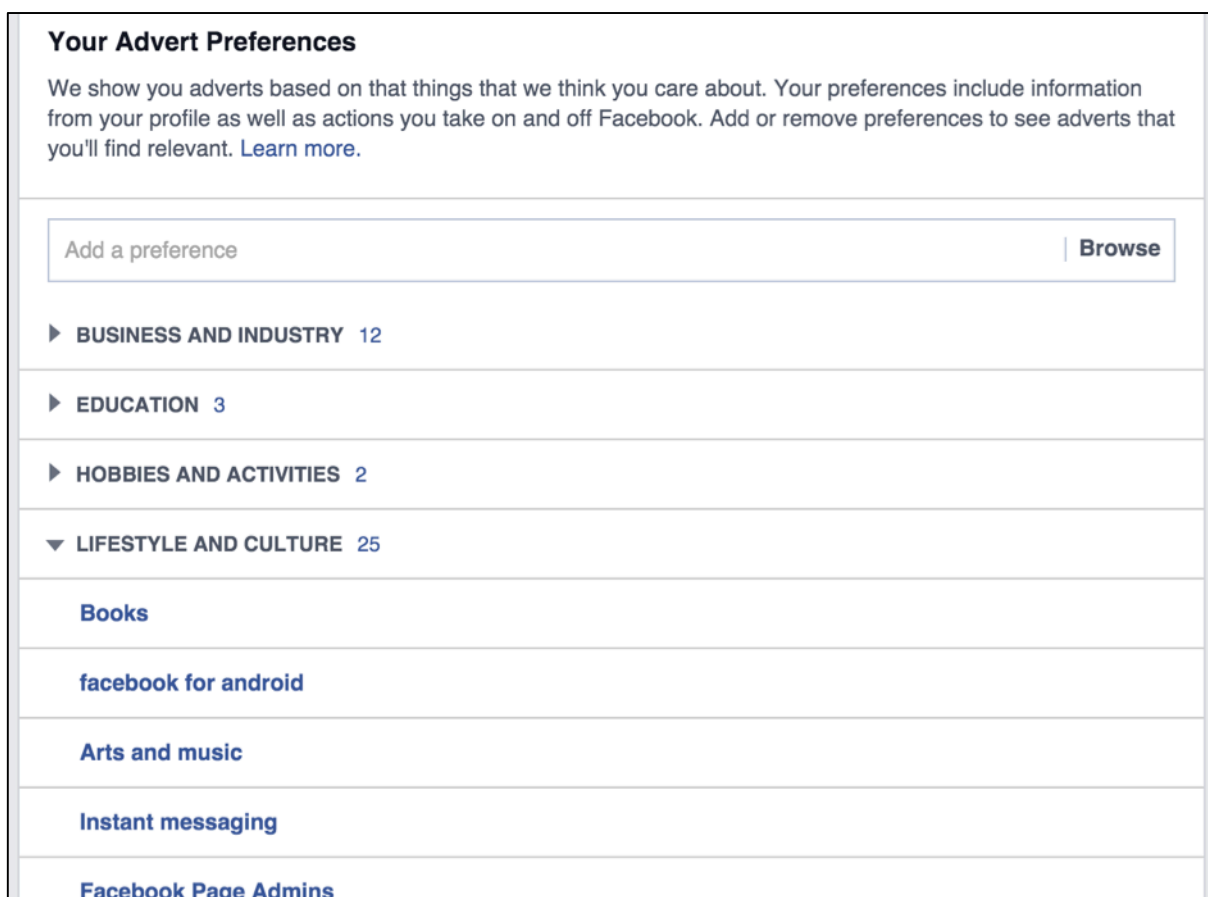 Your Advert Preferences
We show you adverts based on that things that we think you care about. Your preferences include information
from your profile as well as actions you take on and off Facebook. Add or remove preferences to see adverts that
you'll find relevant. Learn more.
Add a preference
Browse
BUSINESS AND INDUSTRY 12
EDUCATION 3
HOBBIES AND ACTIVITIES 2
LIFESTYLE AND CULTURE 25
Books
facebook for android
Arts and music
Instant messaging
Facebook Page Admins